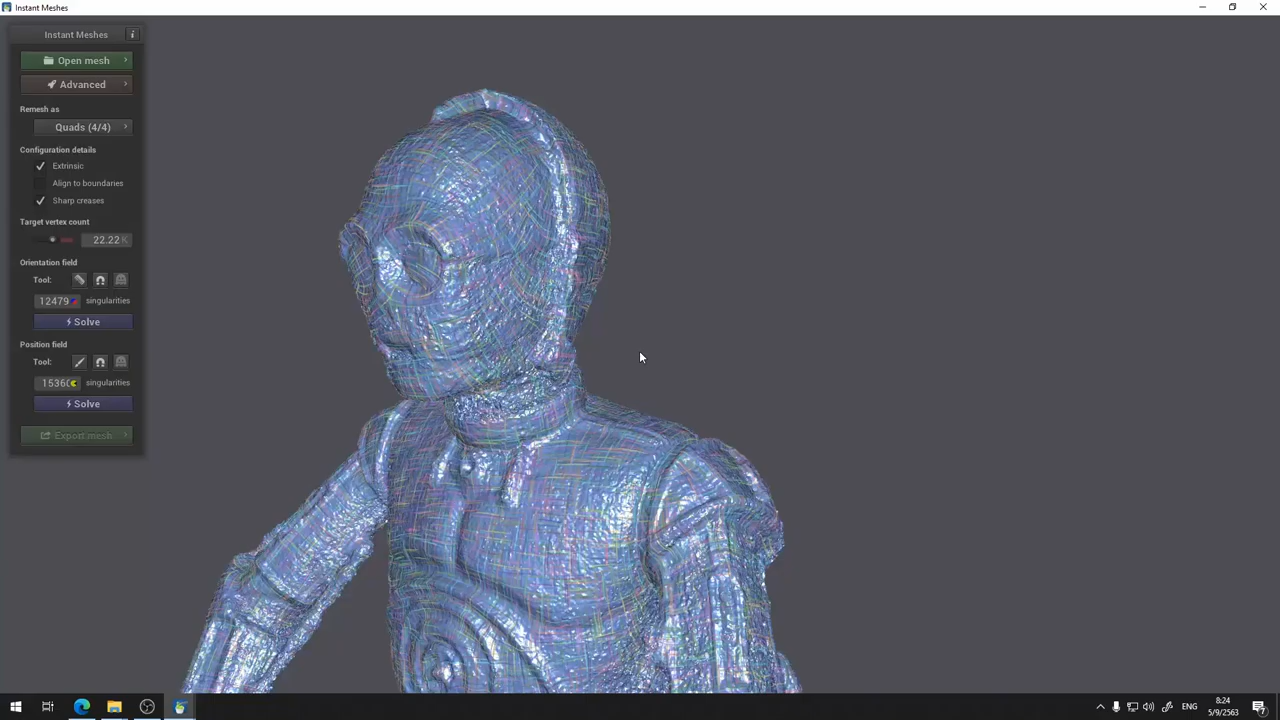 Instant Meshes
Instant Meshes
i
Open mesh
Advanced
Remesh as
Quads (4/4)
Configuration details
Extrinsic
Align to boundaries
Sharp creases
Target vertex count
22.22 K
Orientation field
Tool:
12479 singularities
Solve
Position field
Tool:
singularities
Solve
Export mesh
ENG
8:24
5/9/2563